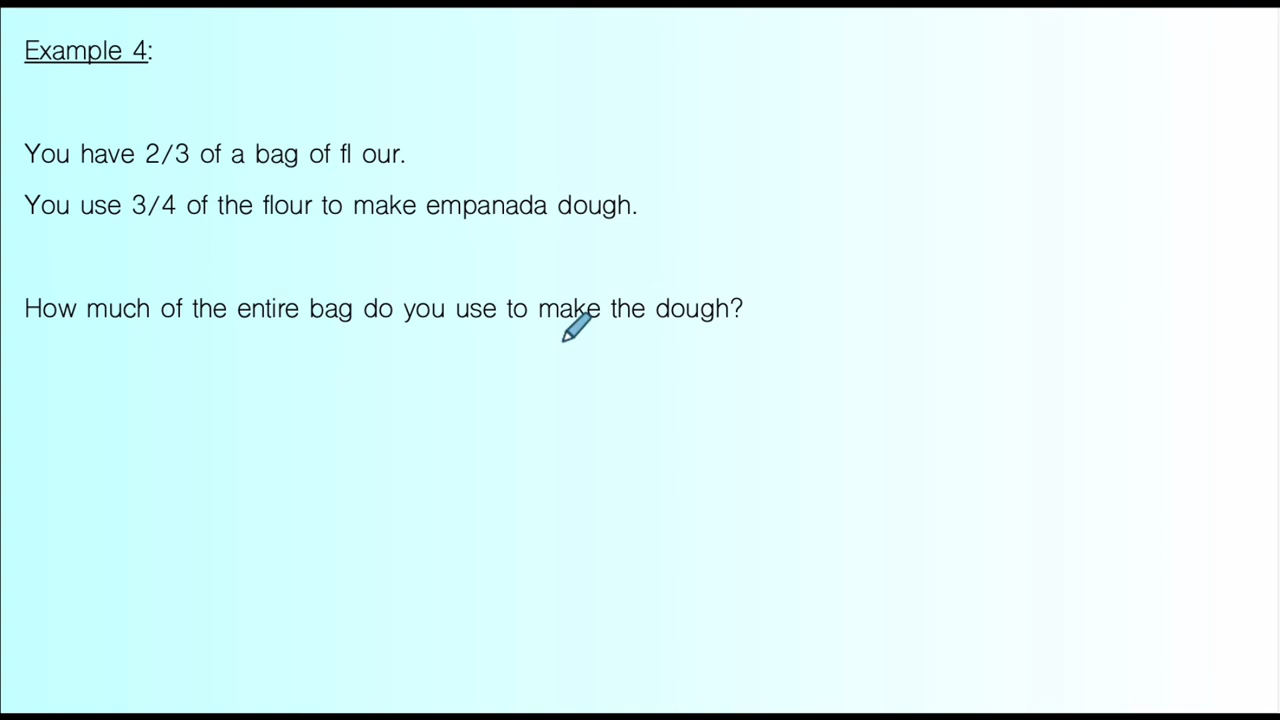 Example 4:
You have 2/3 of a bag of fl our.
You use 3/4 of the flour to make empanada dough.
How much of the entire bag do you use to make the dough?